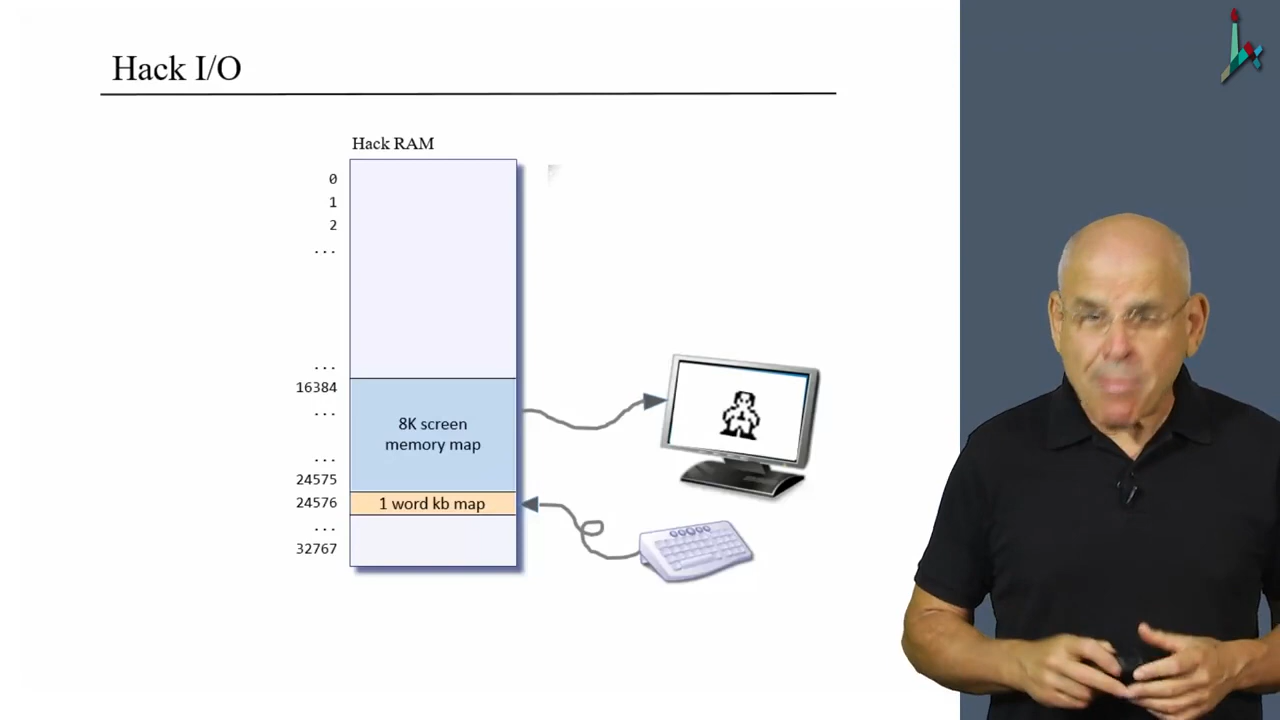 Hack I/O
Hack RAM
0
1
2
...
...
16384
...
8K screen
memory map
...
24575
24576
1 word kb map
...
32767